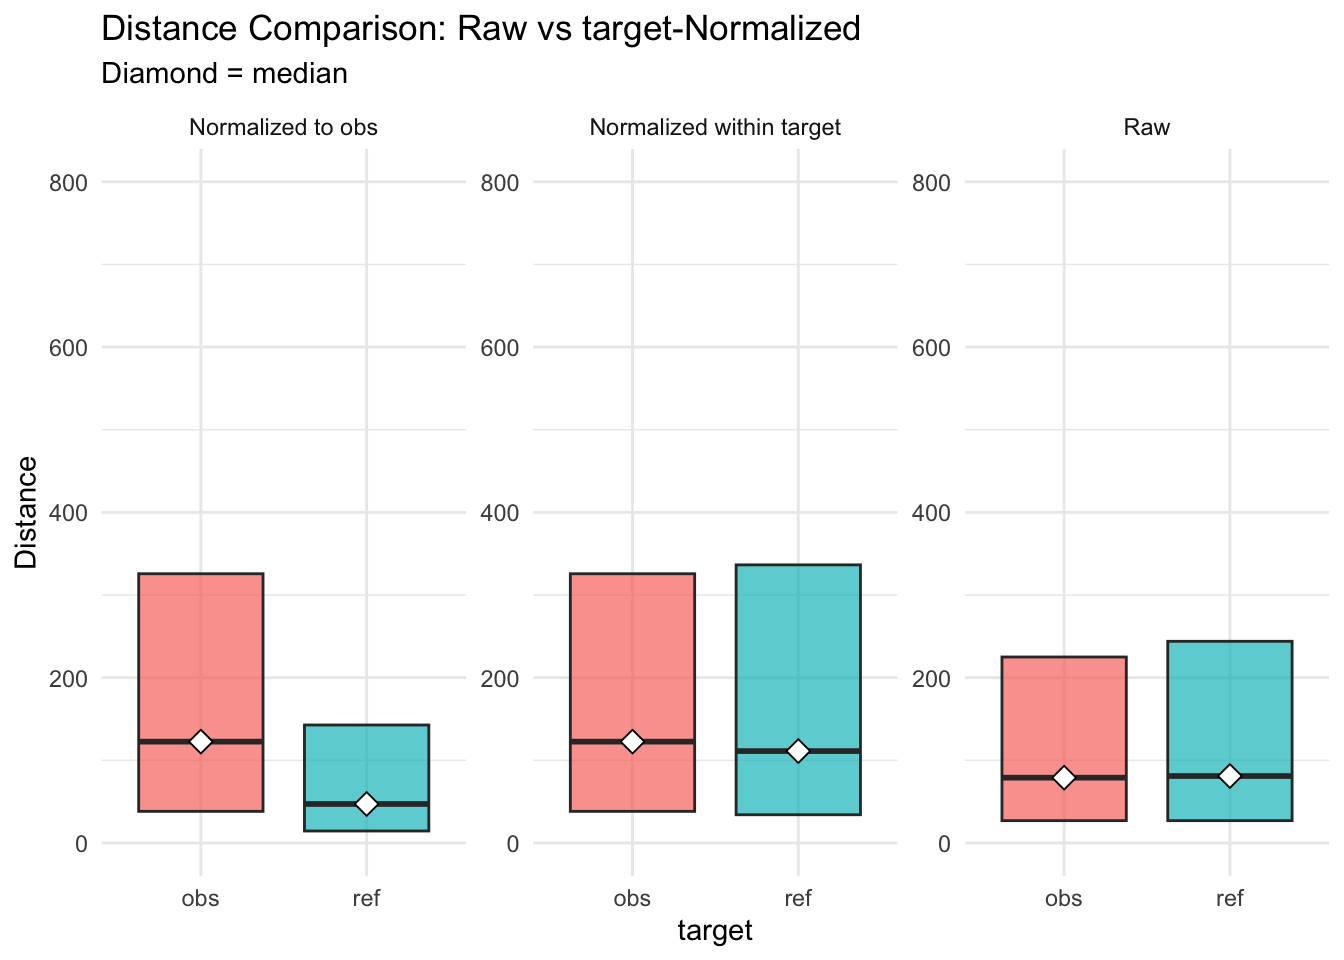 Distance Comparison: Raw vs target-Normalized
Diamond = median
Normalized to obs
Normalized within target
Raw
Distance
800
600
400
200
0
obs
ref
800
600
400
200
0
obs
ref
800
600
400
200
0
obs
ref
target